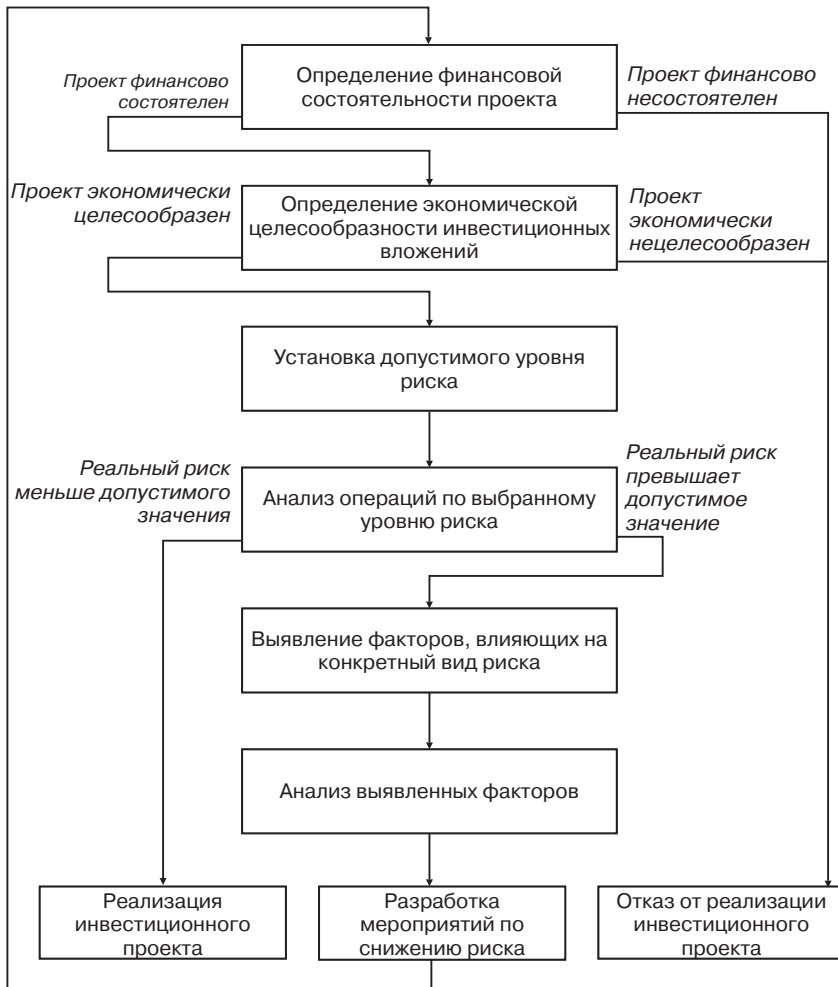 Определение финансовой
состоятельности проекта
Проект финансово
состоятелен
Проект финансово
несостоятелен
Определение экономической
целесообразности инвестиционных
вложений
Проект экономически
целесообразен
Проект
экономически
нецелесообразен
Установка допустимого уровня
риска
Анализ операций по выбранному
уровню риска
Реальный риск
меньше допустимого
значения
Реальный риск
превышает
допустимое
значение
Выявление факторов, влияющих на
конкретный вид риска
Анализ выявленных факторов
Реализация
инвестиционного
проекта
Разработка
мероприятий по
снижению риска
Отказ от реализации
инвестиционного
проекта